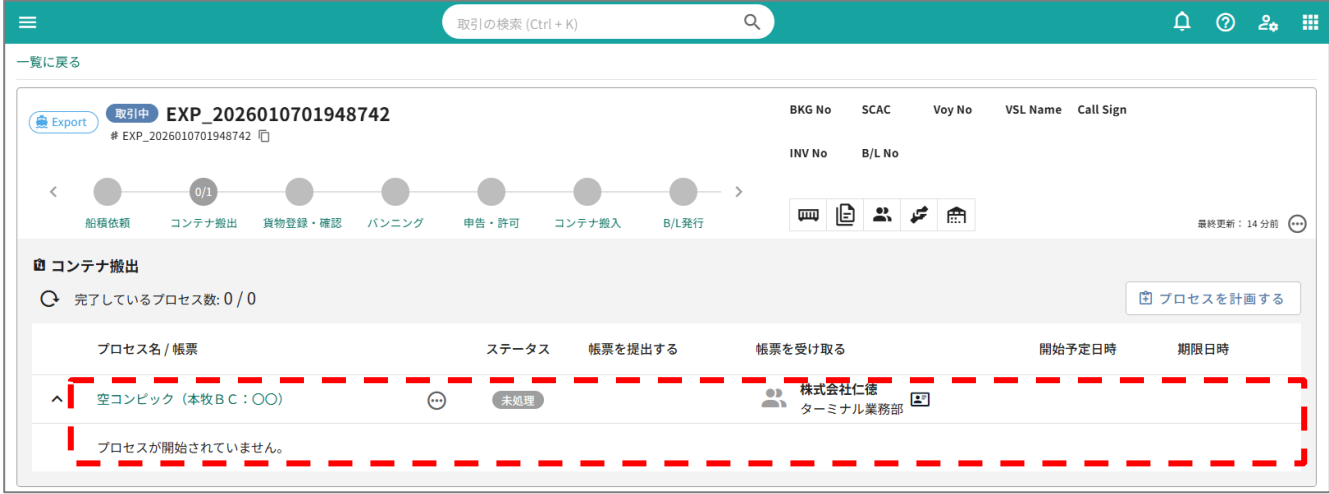 取引の検索 (Ctrl + K)
一覧に戻る
Export
取引中 EXP_2026010701948742
# EXP_2026010701948742
BKG No SCAC Voy No VSL Name Call Sign
INV No B/L No
0/1
船積依頼 コンテナ搬出 貨物登録・確認 バンニング 申告・許可 コンテナ搬入 B/L発行
最終更新： 14 分前
コンテナ搬出
完了しているプロセス数: 0 / 0
プロセスを計画する
プロセス名 / 帳票 ステータス 帳票を提出する 帳票を受け取る 開始予定日時 期限日時
空コンピック（本牧ＢＣ：〇〇） 未処理 株式会社仁徳
ターミナル業務部
プロセスが開始されていません。